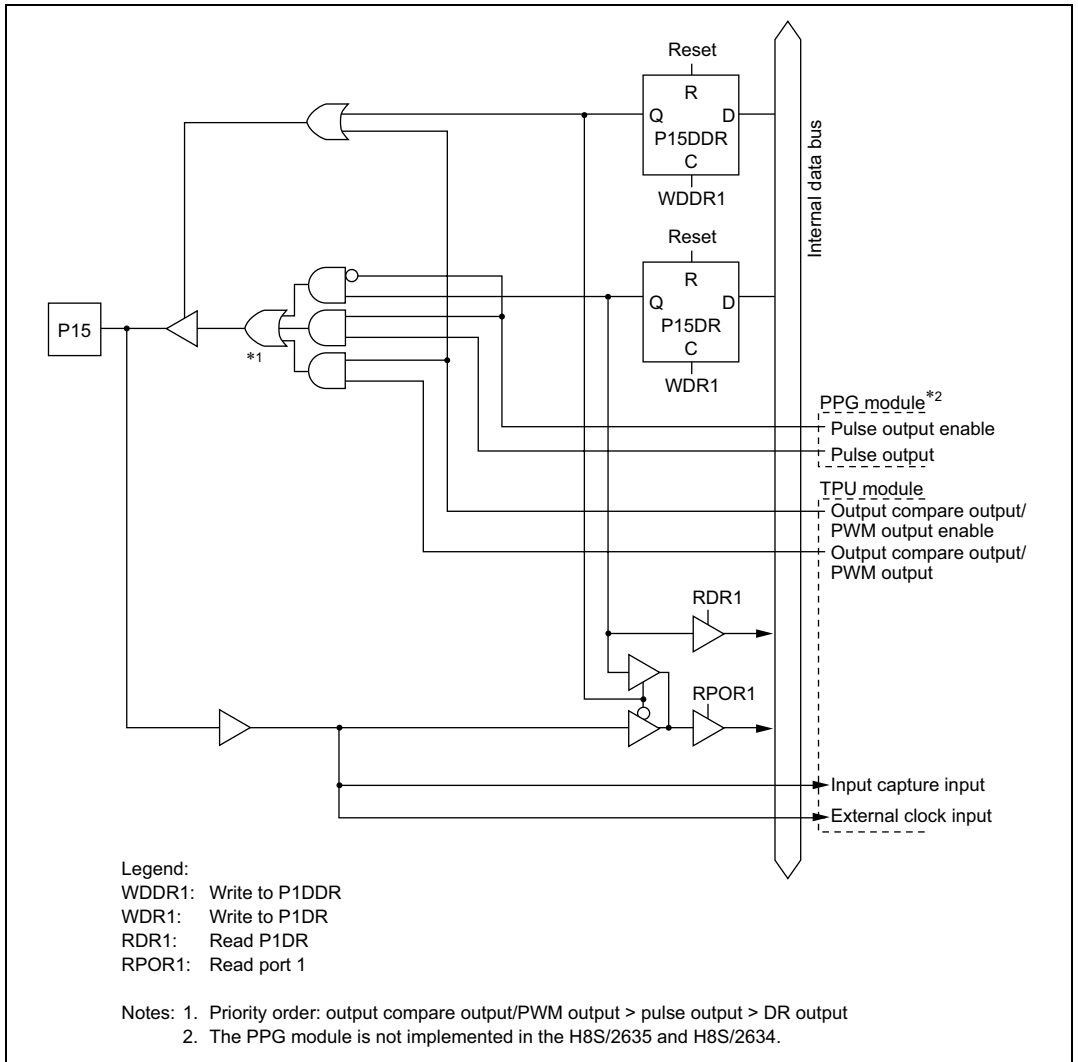 Reset
R
Q D
P15DDR
C
WDDR1
Internal data bus
Reset
R
Q D
P15DR
C
WDR1
P15
*1
PPG module*2
Pulse output enable
Pulse output
TPU module
Output compare output/
PWM output enable
Output compare output/
PWM output
RDR1
RPOR1
Input capture input
External clock input
Legend:
WDDR1: Write to P1DDR
WDR1: Write to P1DR
RDR1: Read P1DR
RPOR1: Read port 1
Notes: 1. Priority order: output compare output/PWM output > pulse output > DR output
2. The PPG module is not implemented in the H8S/2635 and H8S/2634.